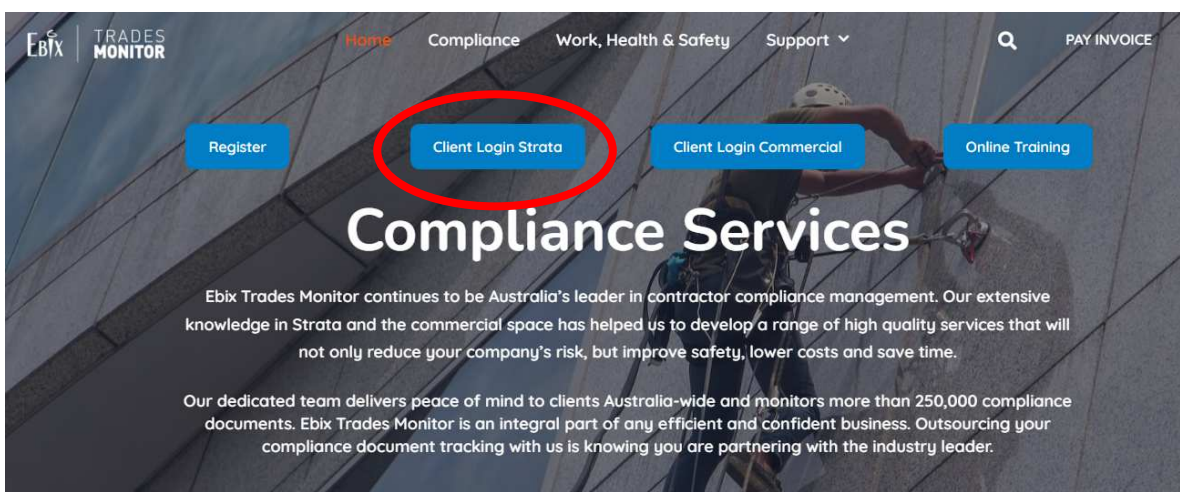 EBIX TRADES MONITOR
Home Compliance Work, Health & Safety Support PAY INVOICE
Register Client Login Strata Client Login Commercial Online Training
Compliance Services
Ebix Trades Monitor continues to be Australia's leader in contractor compliance management. Our extensive
knowledge in Strata and the commercial space has helped us to develop a range of high quality services that will
not only reduce your company's risk, but improve safety, lower costs and save time.
Our dedicated team delivers peace of mind to clients Australia-wide and monitors more than 250,000 compliance
documents. Ebix Trades Monitor is an integral part of any efficient and confident business. Outsourcing your
compliance document tracking with us is knowing you are partnering with the industry leader.